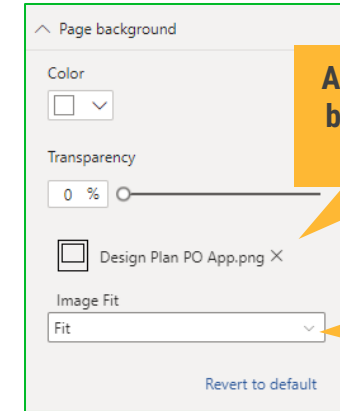 Page background
Color
Transparency
0 %
Design Plan PO App.png
Image Fit
Fit
Revert to default